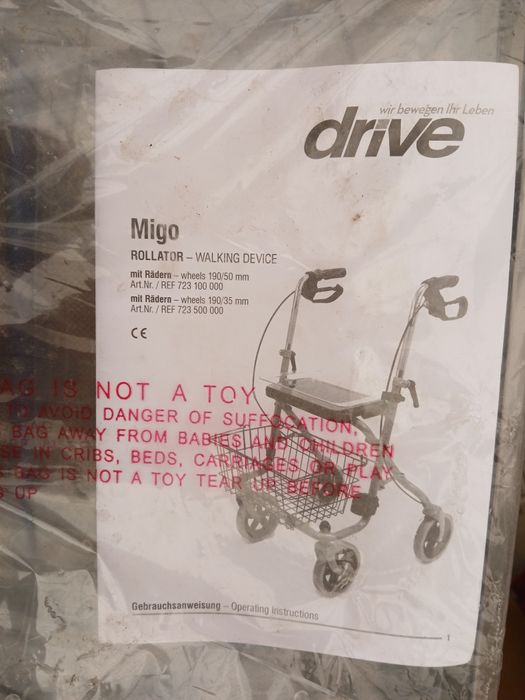 wir bewegen Ihr Leben
drive
Migo
ROLLATOR – WALKING DEVICE
mit Rädern – wheels 190/50 mm
Art.Nr. / REF 723 100 000
mit Rädern – wheels 190/35 mm
Art.Nr. / REF 723 500 000
CE
BAG IS NOT A TOY
TO AVOID DANGER OF SUFFOCATION,
BAG AWAY FROM BABIES AND CHILDREN
SE IN CRIBS, BEDS, CARRIAGES OR PLAY
BAG IS NOT A TOY TEAR UP BEFORE
UP
Gebrauchsanweisung – Operating Instructions
1